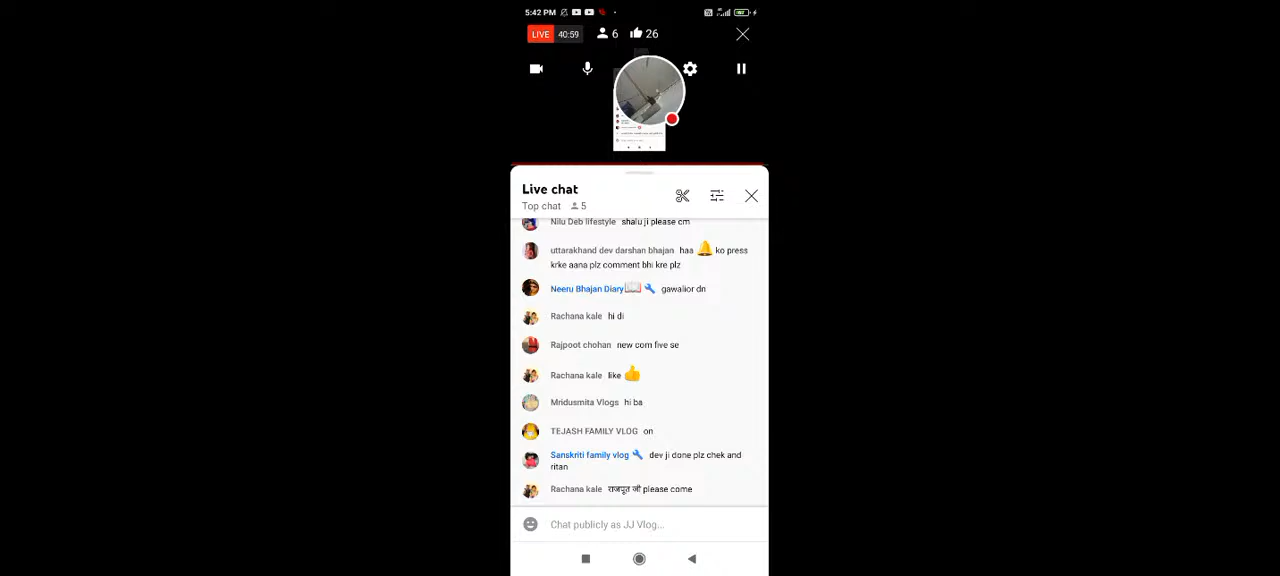 5:42 PM
LIVE 40:59 6 26
Live chat
Top chat 5
Nilu Deb lifestyle shalu ji please cm
uttarakhand dev darshan bhajan haa 🔔 ko press
krke aana plz comment bhi kre plz
Neeru Bhajan Diary📖 gawalior dn
Rachana kale hi di
Rajpoot chohan new com five se
Rachana kale like 👍
Mridusmita Vlogs hi ba
TEJASH FAMILY VLOG on
Sanskriti family vlog dev ji done plz chek and
ritan
Rachana kale राजपूत जी please come
Chat publicly as JJ Vlog...